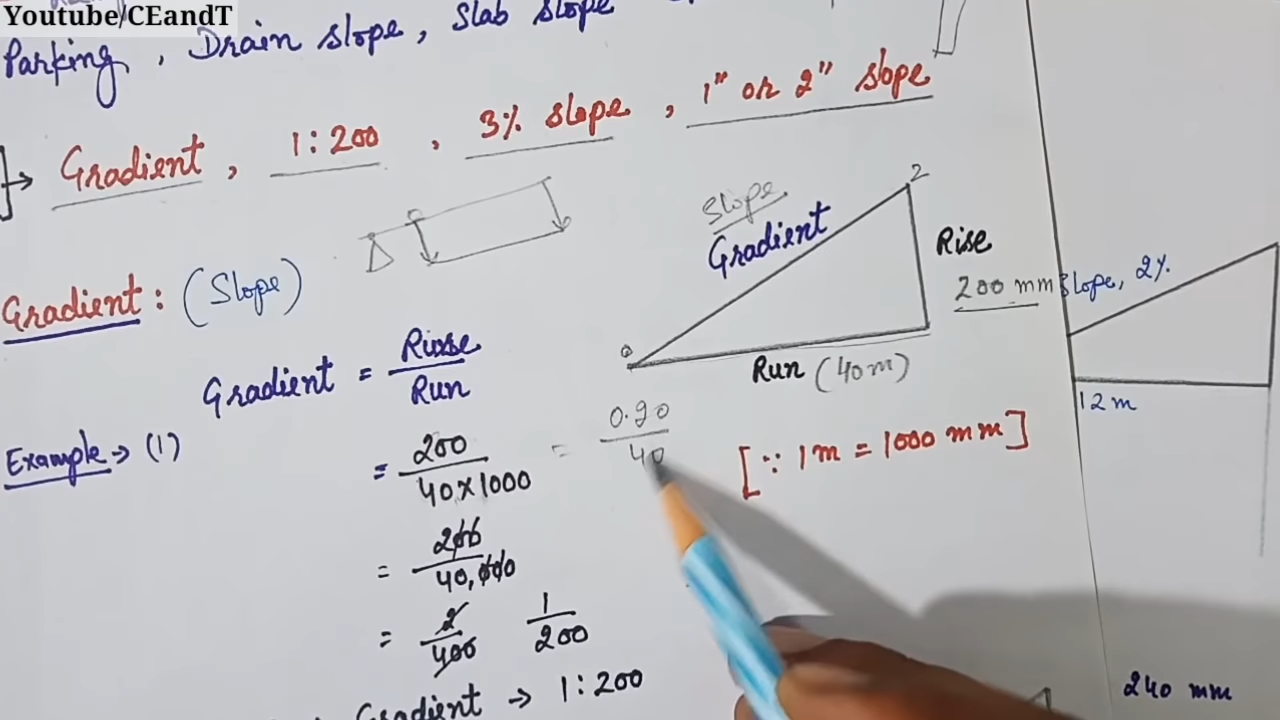 Youtube/CEandT
Parking, Drain slope, Slab slope
→ Gradient, 1:200, 3% slope, 1" or 2" slope
Slope
Gradient
2
Rise
200 mm
0
Run (40m)
Gradient: (Slope)
Gradient = Rise
Run
Example → (1)
= 200
40×1000
= 0.20
40
[∵ 1m = 1000 mm]
= 200
40,000
= 2
400
1
200
Gradient → 1:200
Slope, 2%
12 m
240 mm